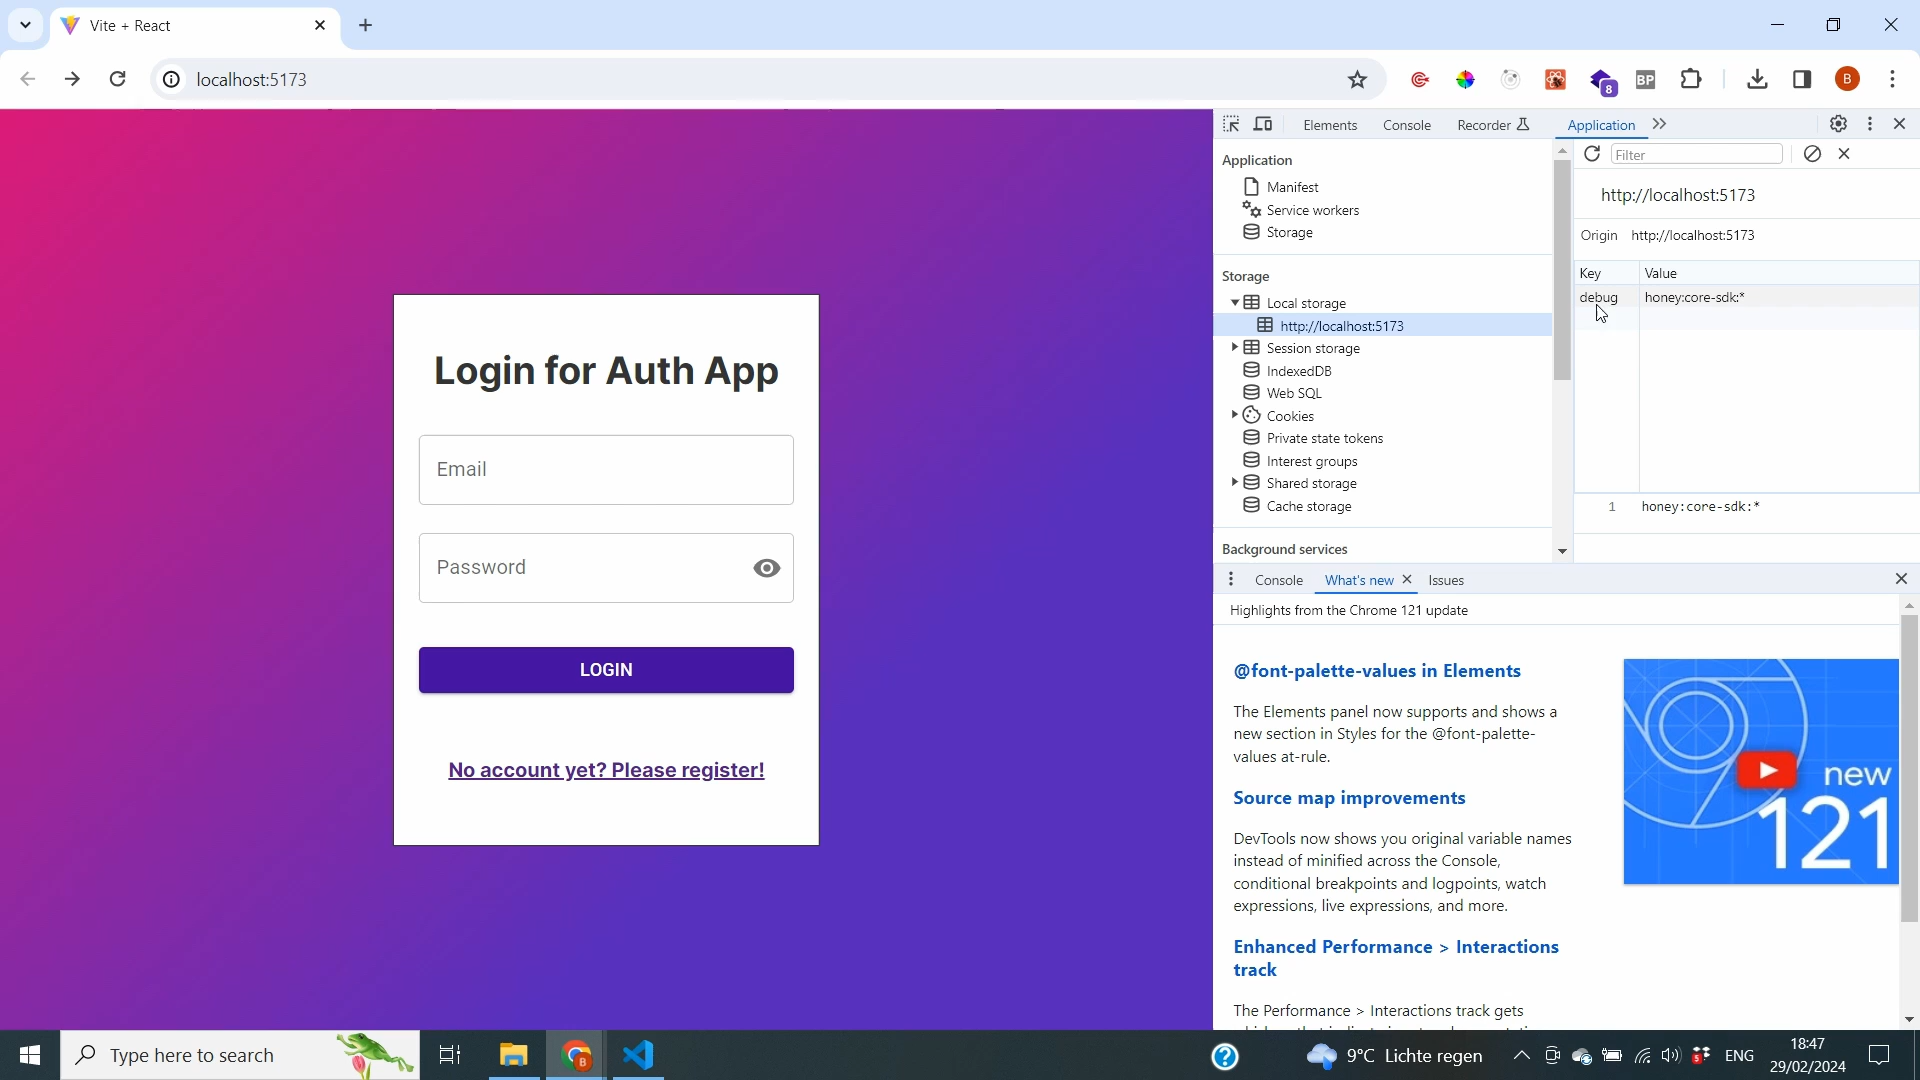 Vite + React
localhost:5173
8
BP
B
Elements
Console
Recorder
Application
Filter
Application
Manifest
Service workers
Storage
Storage
Local storage
http://localhost:5173
Session storage
IndexedDB
Web SQL
Cookies
Private state tokens
Interest groups
Shared storage
Cache storage
Background services
http://localhost:5173
Origin http://localhost:5173
Key Value
debug honey:core-sdk:*
1 honey:core-sdk:*
Login for Auth App
Email
Password
LOGIN
No account yet? Please register!
Console
What's new
Issues
Highlights from the Chrome 121 update
@font-palette-values in Elements
The Elements panel now supports and shows a
new section in Styles for the @font-palette-
values at-rule.
Source map improvements
DevTools now shows you original variable names
instead of minified across the Console,
conditional breakpoints and logpoints, watch
expressions, live expressions, and more.
Enhanced Performance > Interactions
track
The Performance > Interactions track gets
new
121
Type here to search
B
9°C Lichte regen
ENG
18:47
29/02/2024